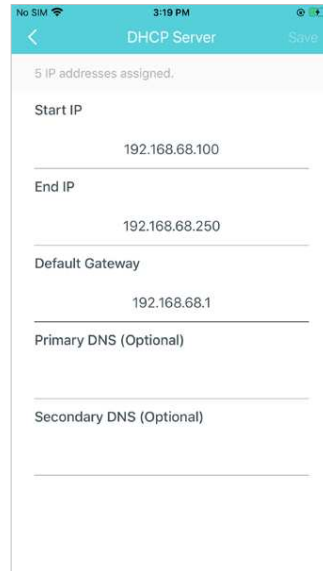 No SIM 3:19 PM
DHCP Server Save
5 IP addresses assigned.
Start IP
192.168.68.100
End IP
192.168.68.250
Default Gateway
192.168.68.1
Primary DNS (Optional)
Secondary DNS (Optional)